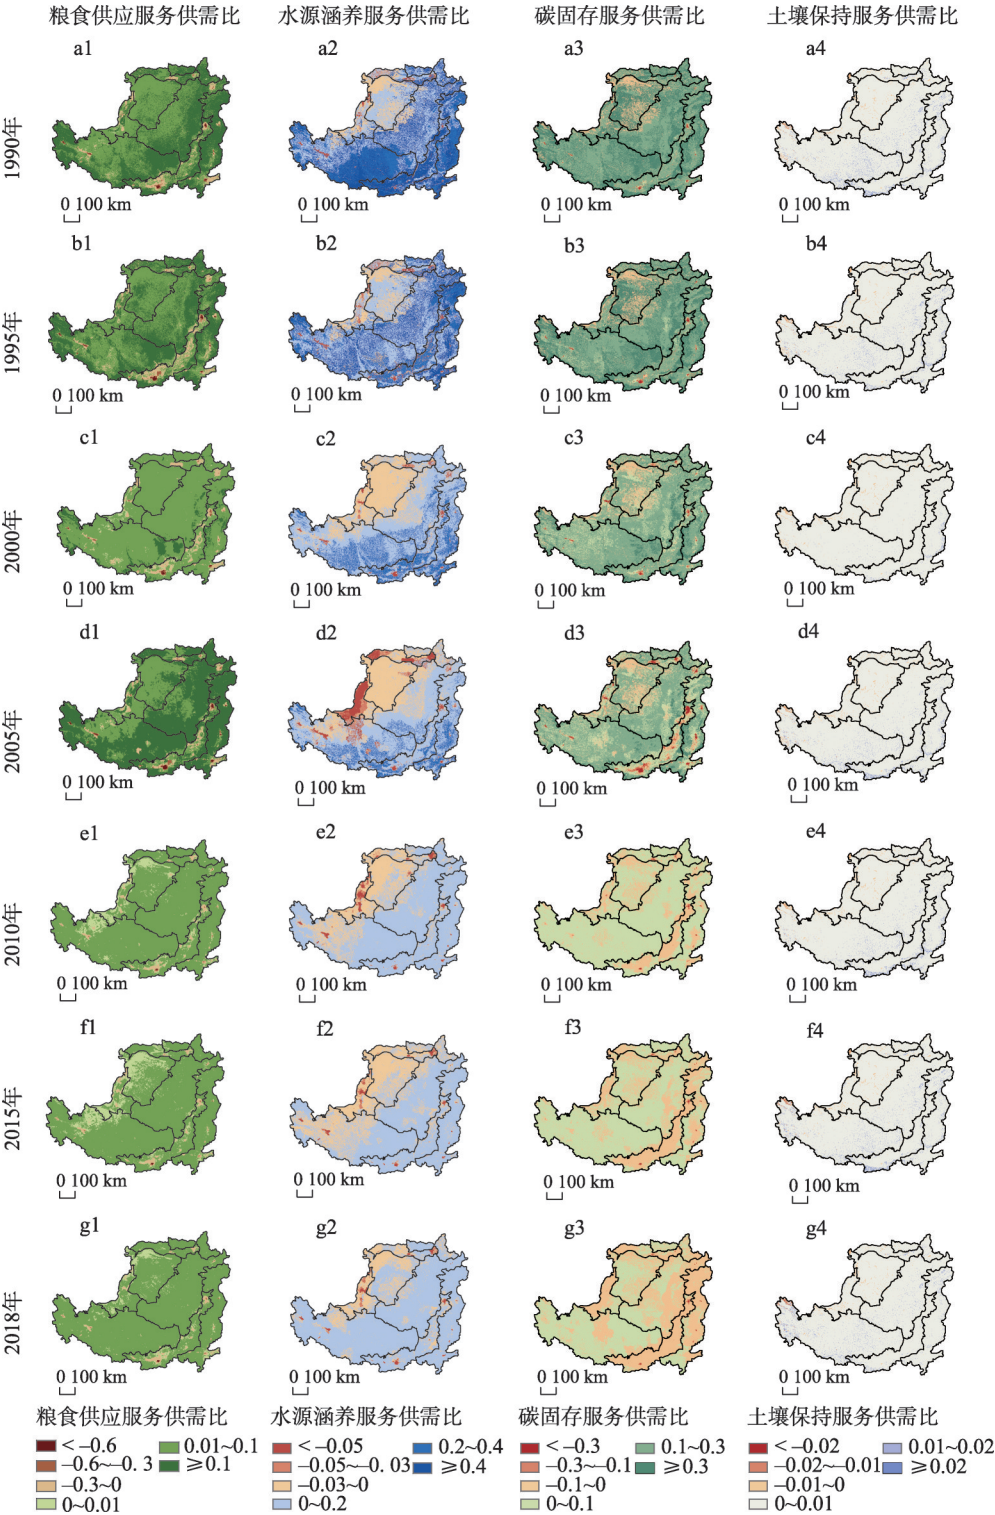 粮食供应服务供需比 水源涵养服务供需比 碳固存服务供需比 土壤保持服务供需比
a1 a2 a3 a4
1990年
0 100 km 0 100 km 0 100 km 0 100 km
b1 b2 b3 b4
1995年
0 100 km 0 100 km 0 100 km 0 100 km
c1 c2 c3 c4
2000年
0 100 km 0 100 km 0 100 km 0 100 km
d1 d2 d3 d4
2005年
0 100 km 0 100 km 0 100 km 0 100 km
e1 e2 e3 e4
2010年
0 100 km 0 100 km 0 100 km 0 100 km
f1 f2 f3 f4
2015年
0 100 km 0 100 km 0 100 km 0 100 km
g1 g2 g3 g4
2018年
0 100 km 0 100 km 0 100 km 0 100 km
粮食供应服务供需比 水源涵养服务供需比 碳固存服务供需比 土壤保持服务供需比
< –0.6 0.01~0.1 < –0.05 0.2~0.4 < –0.3 0.1~0.3 < –0.02 0.01~0.02
–0.6~–0. 3 ≥0.1 –0.05~–0. 03 ≥0.4 –0.3~–0.1 ≥0.3 –0.02~–0.01 ≥0.02
–0.3~0 –0.03~0 –0.1~0 –0.01~0
0~0.01 0~0.2 0~0.1 0~0.01